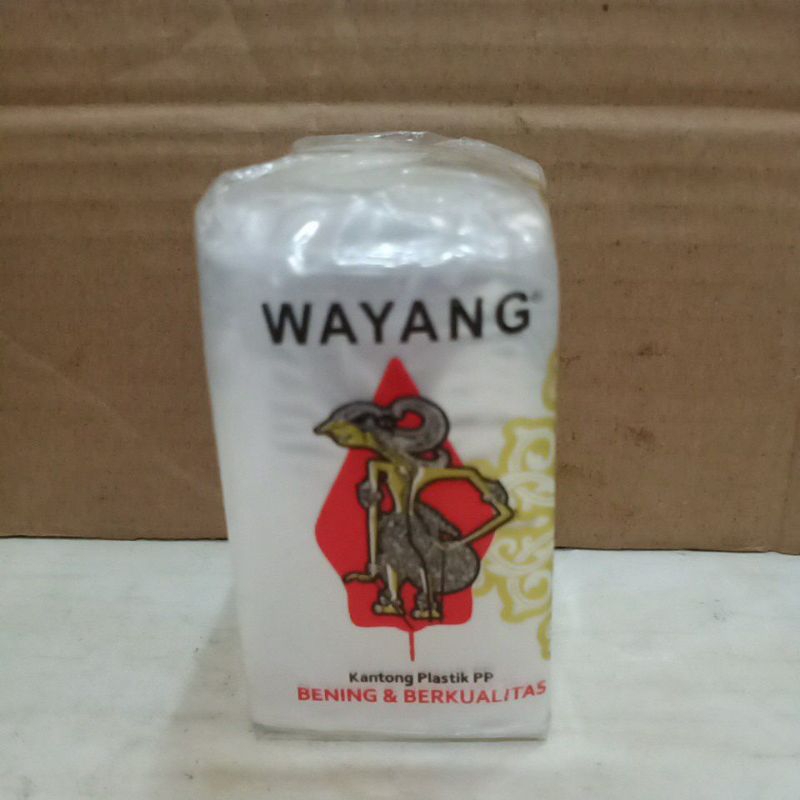 WAYANG
Kantong Plastik PP
BENING & BERKUALITAS